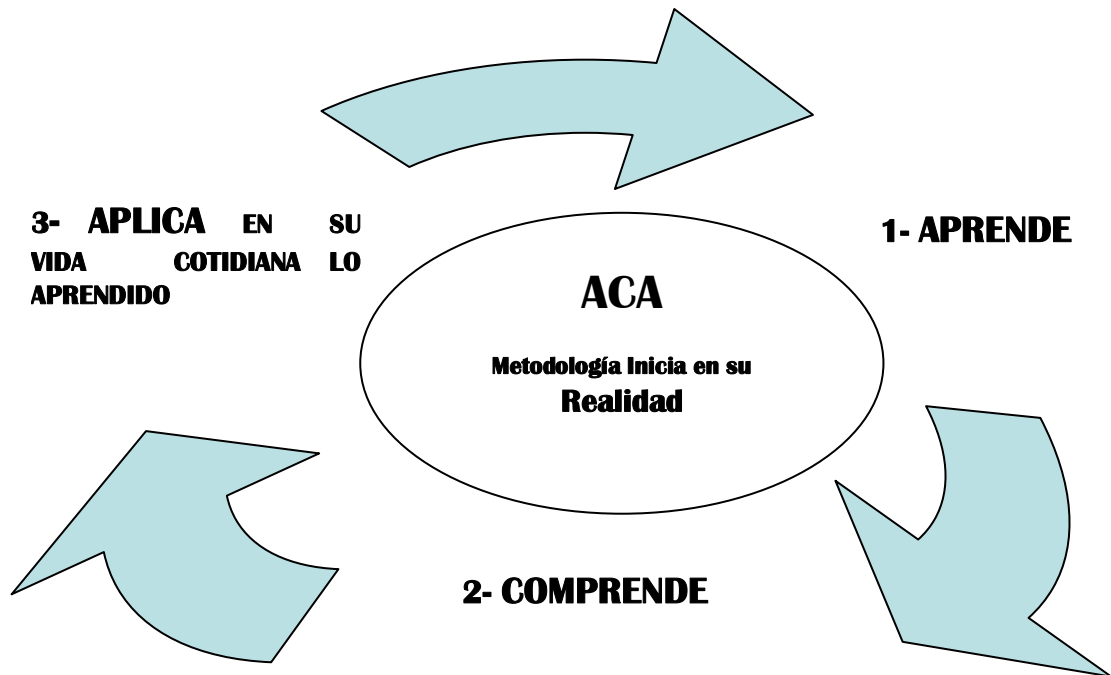 3- APLICA EN SU
VIDA COTIDIANA LO
APRENDIDO
1- APRENDE
ACA
Metodología Inicia en su
Realidad
2- COMPRENDE